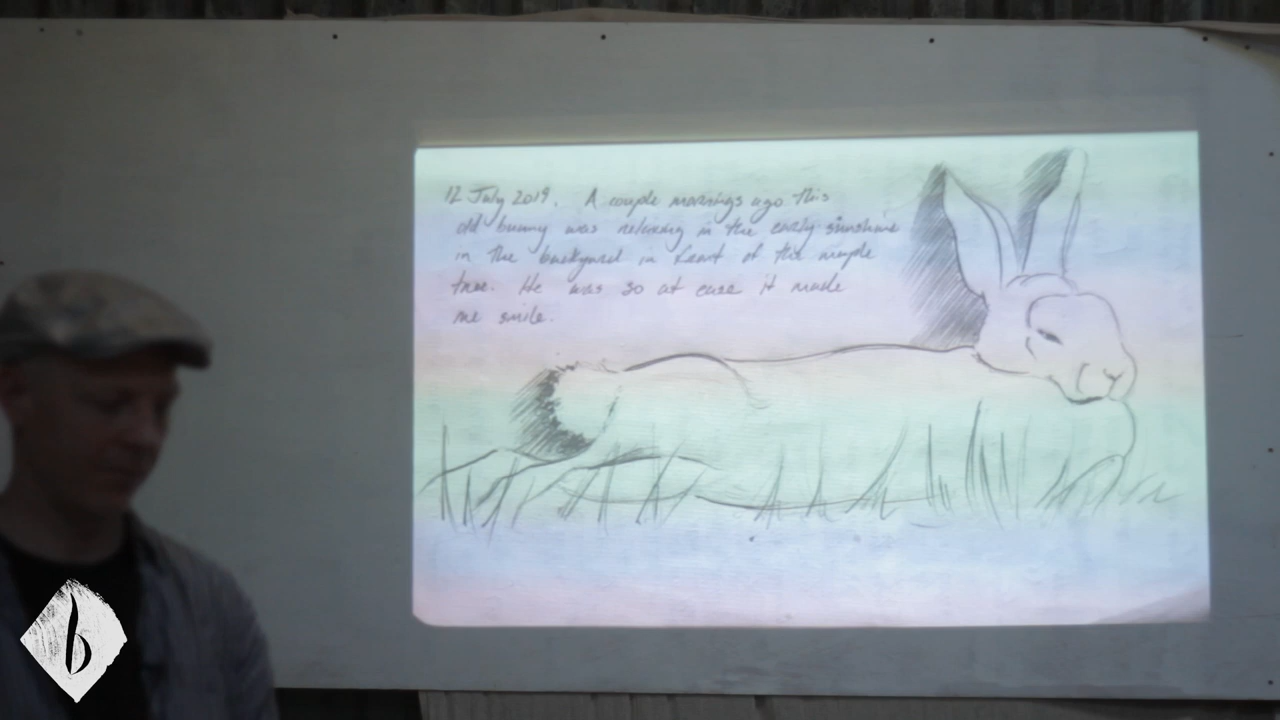 12 July 2019. A couple mornings ago this
old bunny was relaxing in the early sunshine
in the backyard in front of the maple
tree. He was so at ease it made
me smile.
b